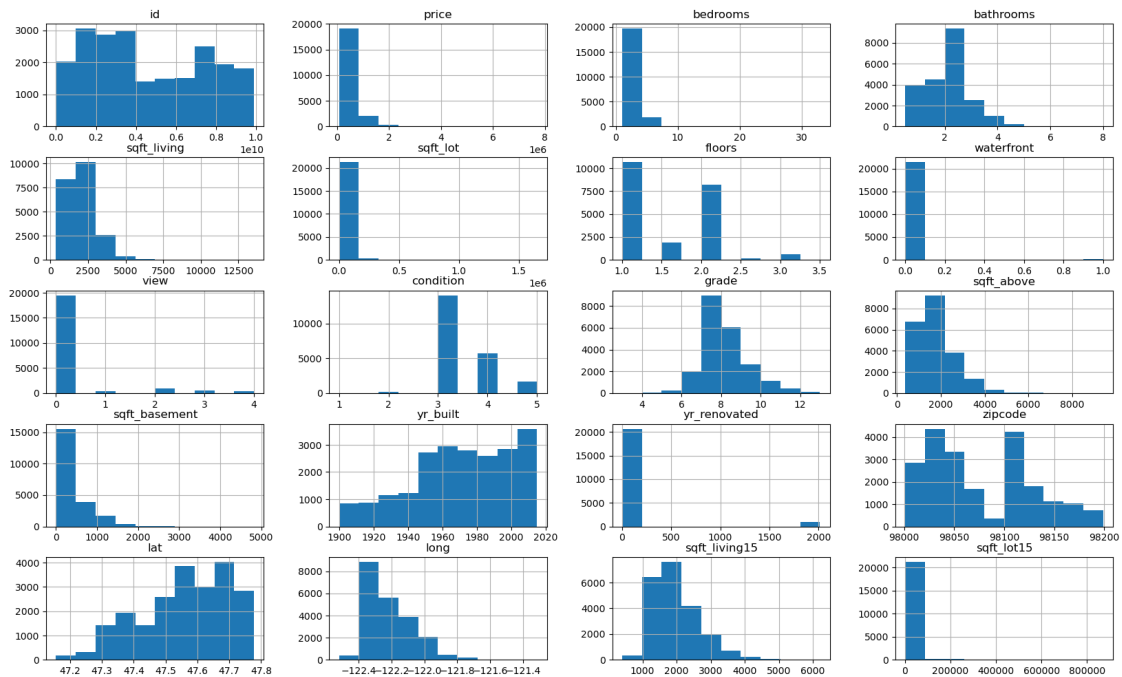 id
3000
2000
1000
0
0.0 0.2 0.4 0.6 0.8 1.0
1e10
price
20000
15000
10000
5000
0
0 2 4 6 8
1e6
bedrooms
20000
15000
10000
5000
0
0 10 20 30
bathrooms
8000
6000
4000
2000
0
2 4 6 8
sqft_living
10000
7500
5000
2500
0
0 2500 5000 7500 10000 12500
sqft_lot
20000
15000
10000
5000
0
0.0 0.5 1.0 1.5
1e6
floors
10000
7500
5000
2500
0
1.0 1.5 2.0 2.5 3.0 3.5
waterfront
20000
15000
10000
5000
0
0.0 0.2 0.4 0.6 0.8 1.0
view
20000
15000
10000
5000
0
0 1 2 3 4
condition
10000
5000
0
1 2 3 4 5
grade
8000
6000
4000
2000
0
4 6 8 10 12
sqft_above
8000
6000
4000
2000
0
0 2000 4000 6000 8000
sqft_basement
15000
10000
5000
0
0 1000 2000 3000 4000 5000
yr_built
3000
2000
1000
0
1900 1920 1940 1960 1980 2000 2020
yr_renovated
20000
15000
10000
5000
0
0 500 1000 1500 2000
zipcode
4000
3000
2000
1000
0
98000 98050 98100 98150 98200
lat
4000
3000
2000
1000
0
47.2 47.3 47.4 47.5 47.6 47.7 47.8
long
8000
6000
4000
2000
0
−122.4 −122.2 −122.0 −121.8 −121.6 −121.4
sqft_living15
6000
4000
2000
0
1000 2000 3000 4000 5000 6000
sqft_lot15
20000
15000
10000
5000
0
0 200000 400000 600000 800000